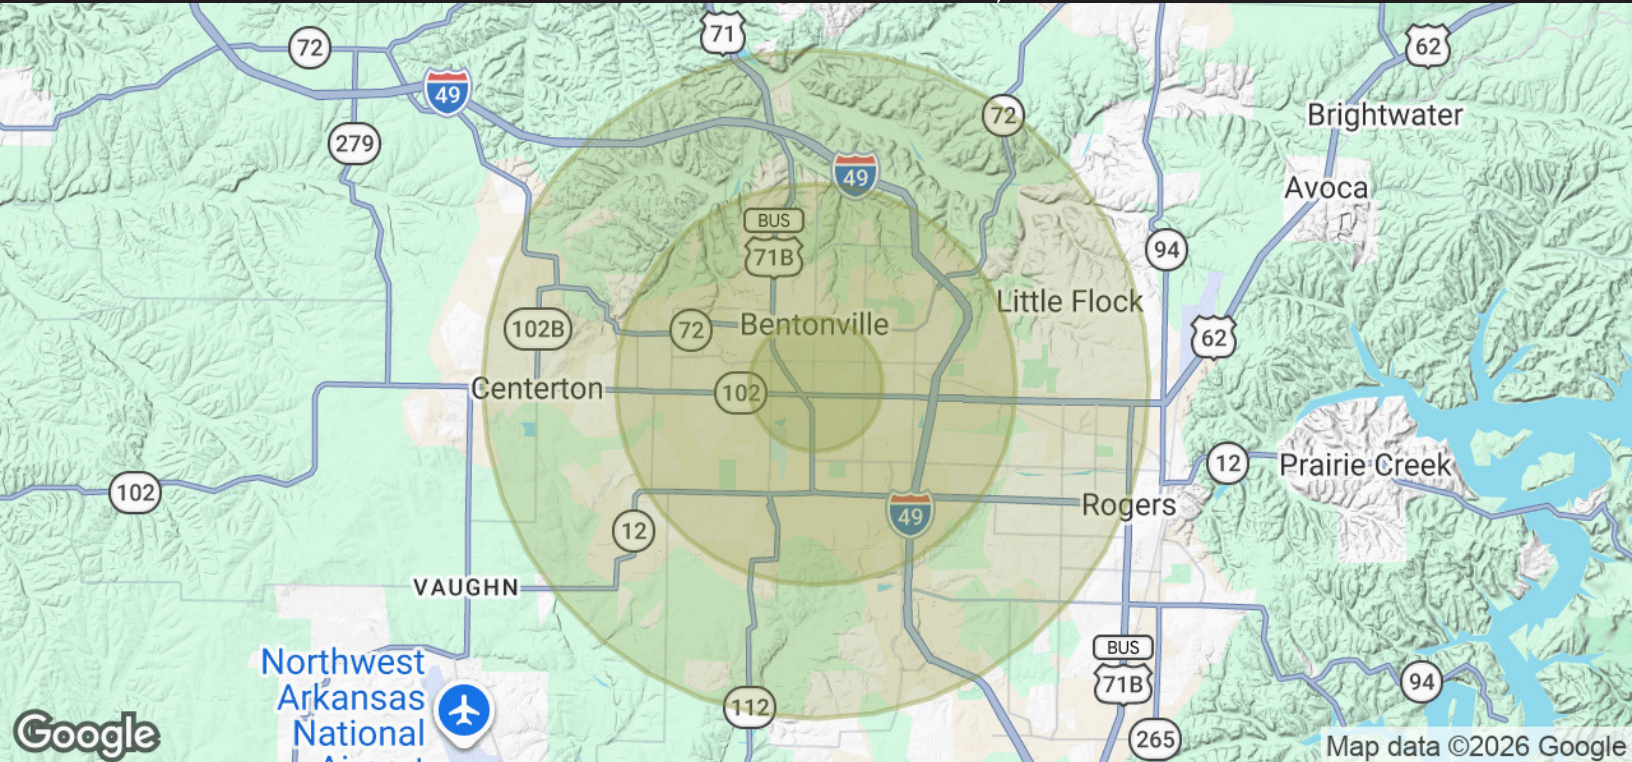 71
72
62
49
72
Brightwater
279
49
Avoca
BUS
71B
94
Little Flock
102B
72
Bentonville
62
Centerton
102
12
Prairie Creek
102
Rogers
49
12
VAUGHN
BUS
71B
Northwest
Arkansas
National
94
112
265
Google
Map data ©2026 Google